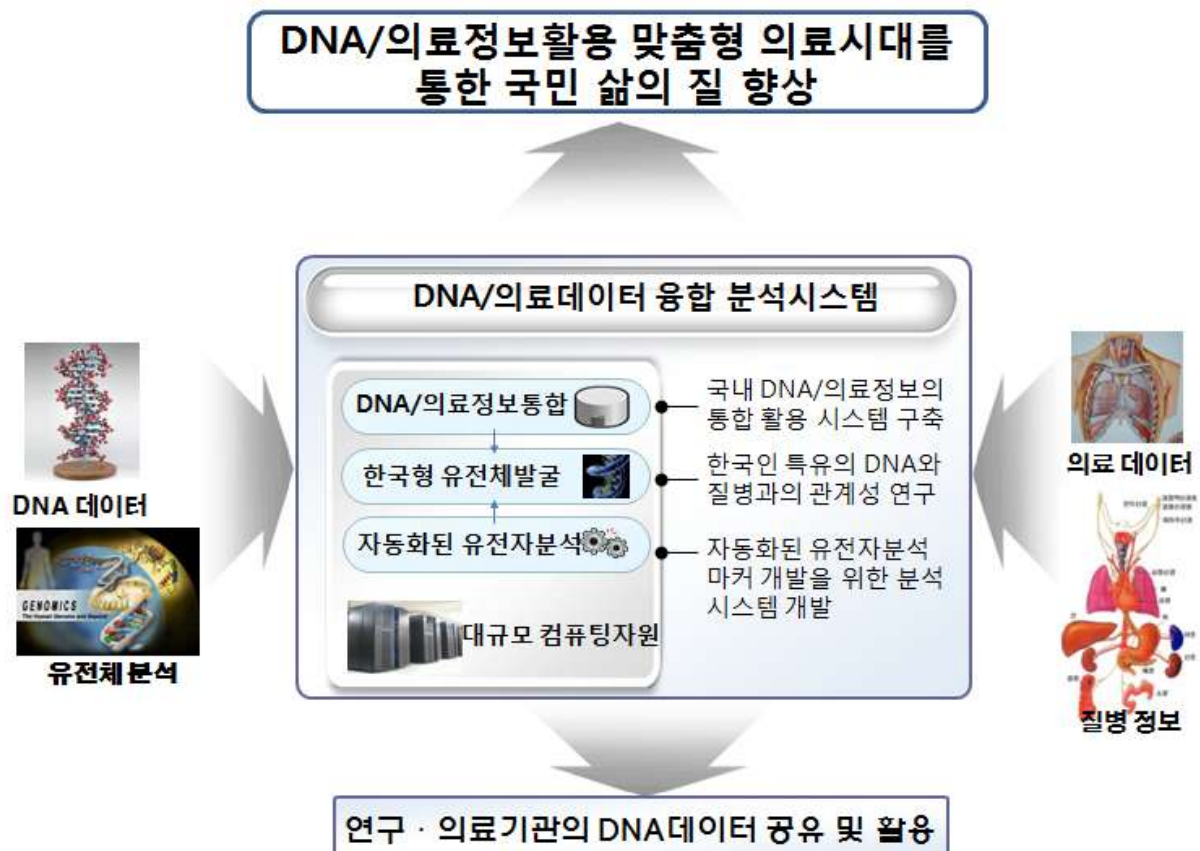 DNA/의료정보활용 맞춤형 의료시대를
통한 국민 삶의 질 향상
DNA/의료데이터 융합 분석시스템
DNA/의료정보통합
한국형 유전체발굴
자동화된 유전자분석
대규모 컴퓨팅자원
국내 DNA/의료정보의
통합 활용 시스템 구축
한국인 특유의 DNA와
질병과의 관계성 연구
자동화된 유전자분석
마커 개발을 위한 분석
시스템 개발
DNA 데이터
GENOMICS
The Human Genome and Beyond
유전체 분석
의료 데이터
질병 정보
연구 · 의료기관의 DNA데이터 공유 및 활용